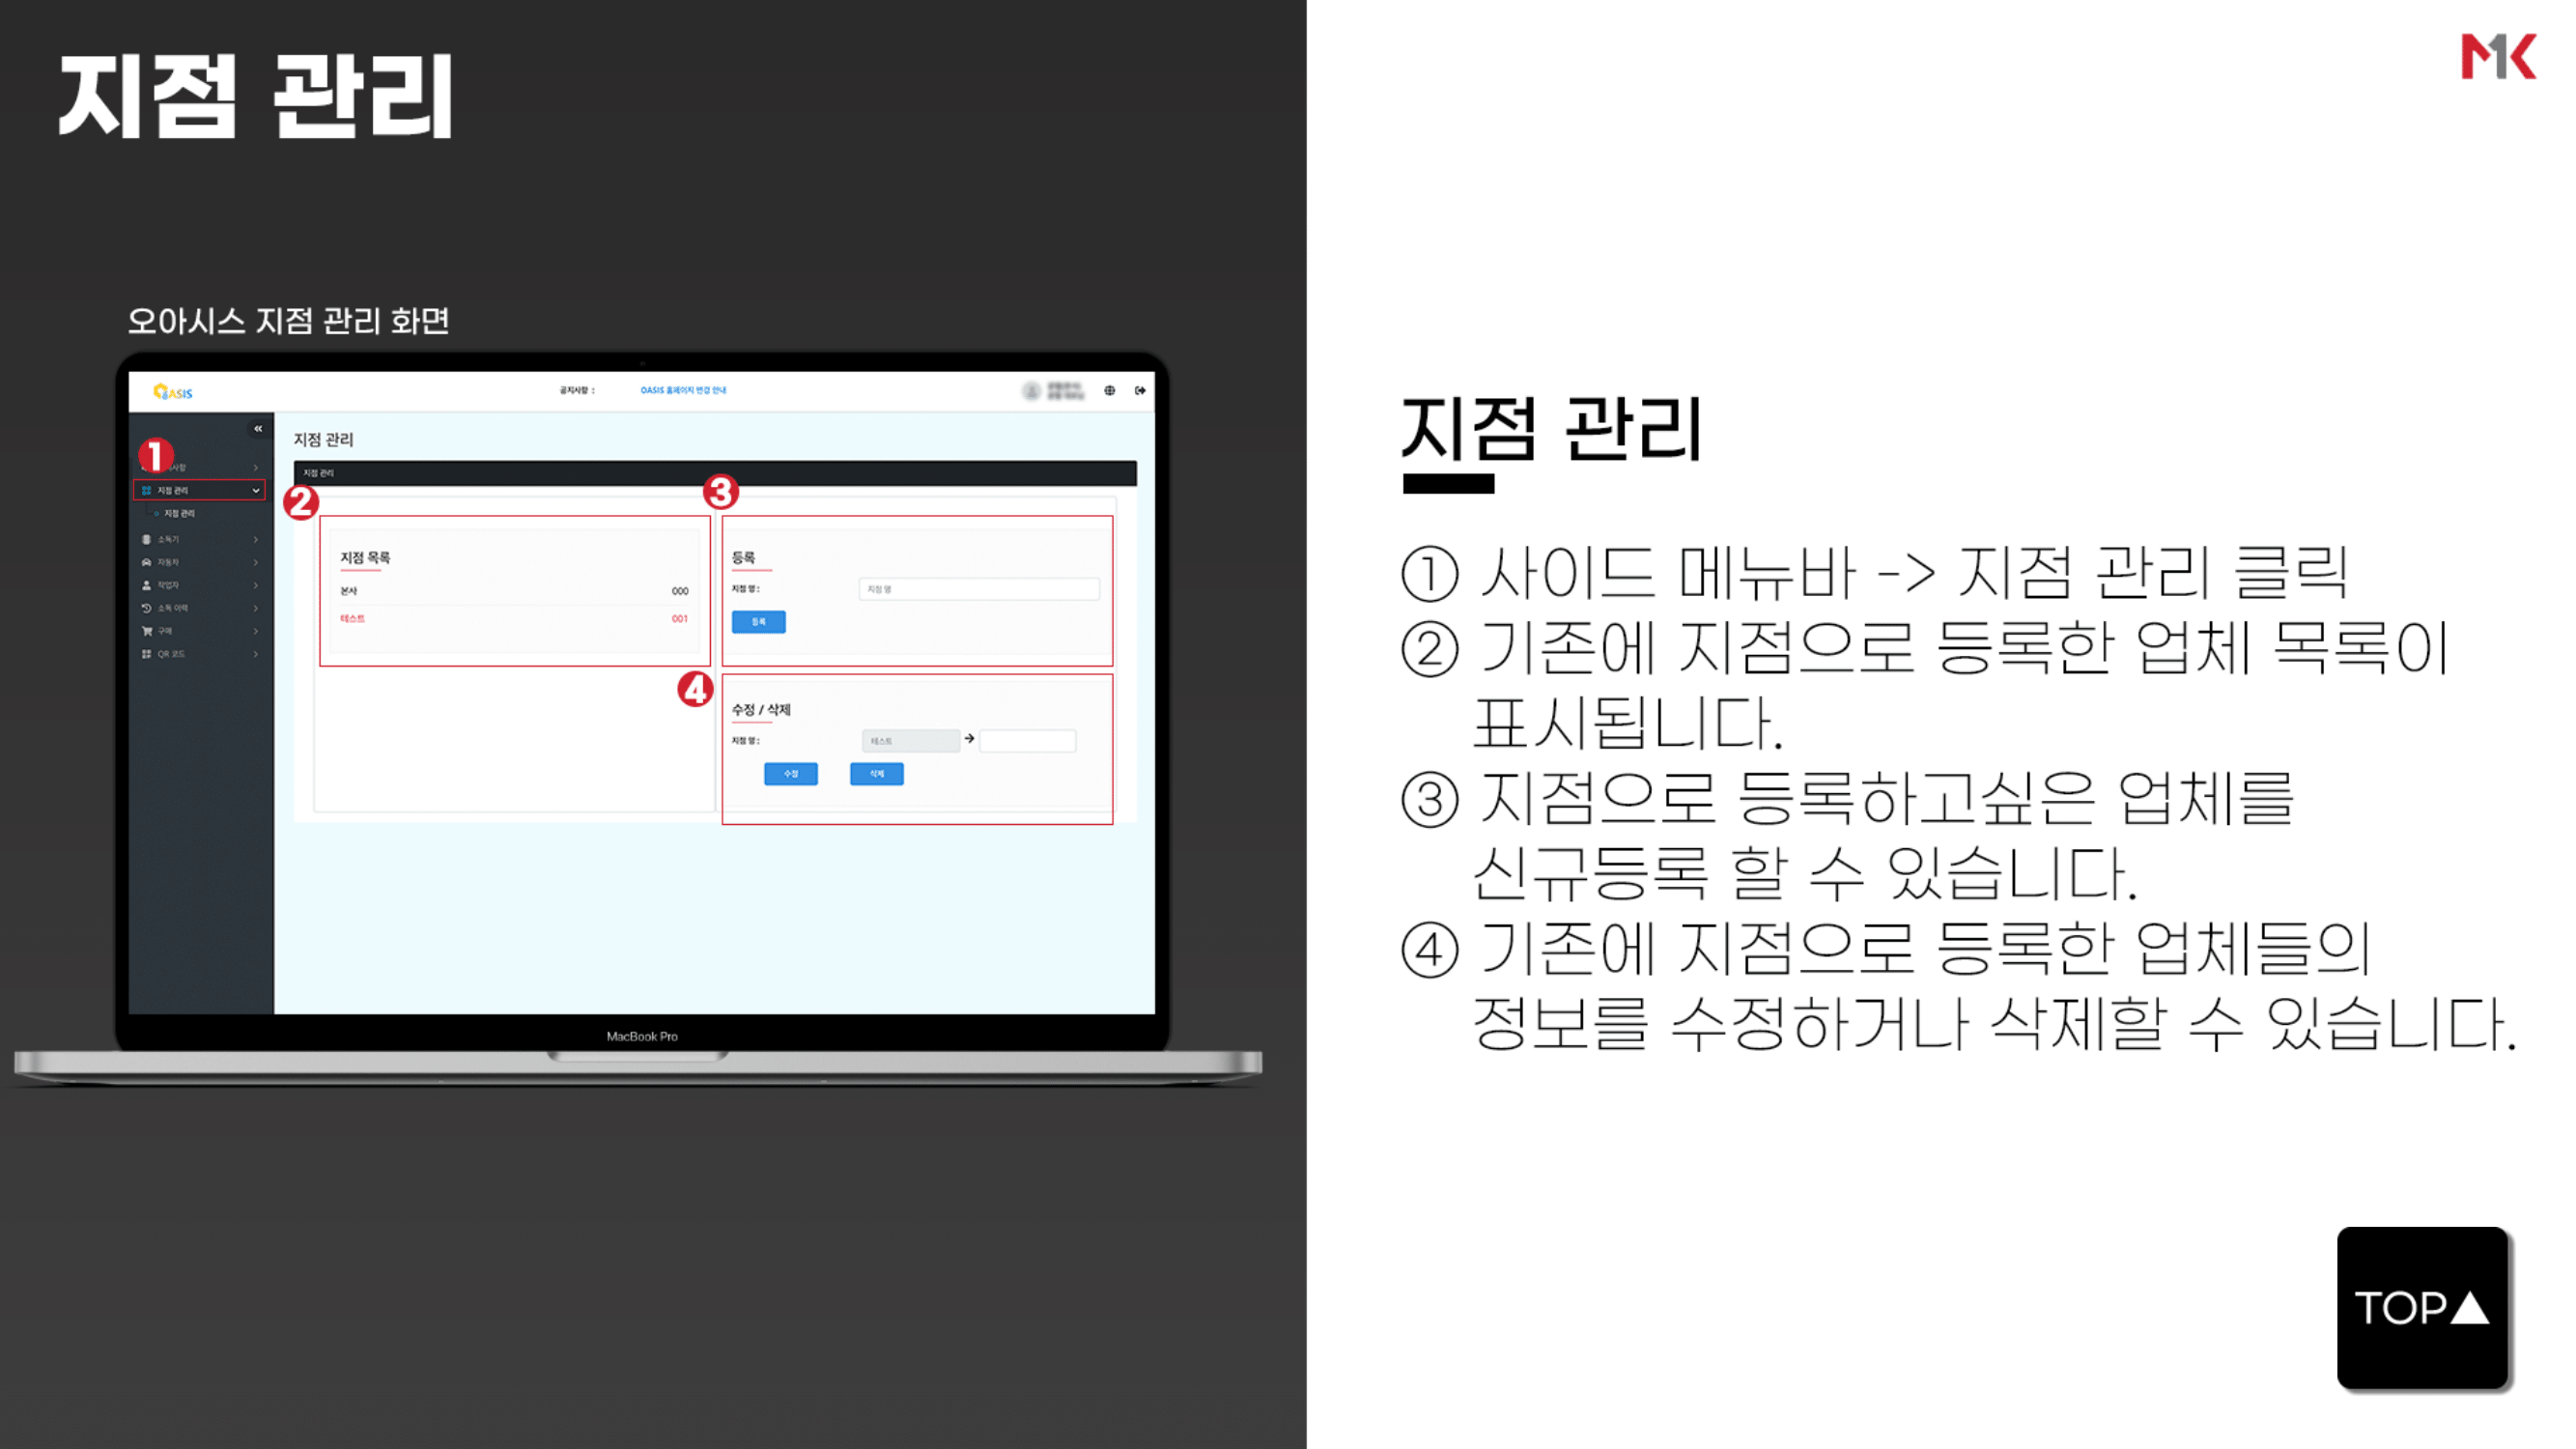 지점 관리
MK
오아시스 지점 관리 화면
OASIS
공지사항 :
OASIS 홈페이지 변경 안내
1
지점 관리
지점 관리
소독기
자동차
작업자
소독 이력
구매
QR 코드
지점 관리
지점 관리
2
지점 목록
본사 000
테스트 001
3
등록
지점 명 :
지점 명
등록
4
수정 / 삭제
지점 명 :
테스트
수정
삭제
MacBook Pro
지점 관리
① 사이드 메뉴바 -> 지점 관리 클릭
② 기존에 지점으로 등록한 업체 목록이
표시됩니다.
③ 지점으로 등록하고싶은 업체를
신규등록 할 수 있습니다.
④ 기존에 지점으로 등록한 업체들의
정보를 수정하거나 삭제할 수 있습니다.
TOP▲